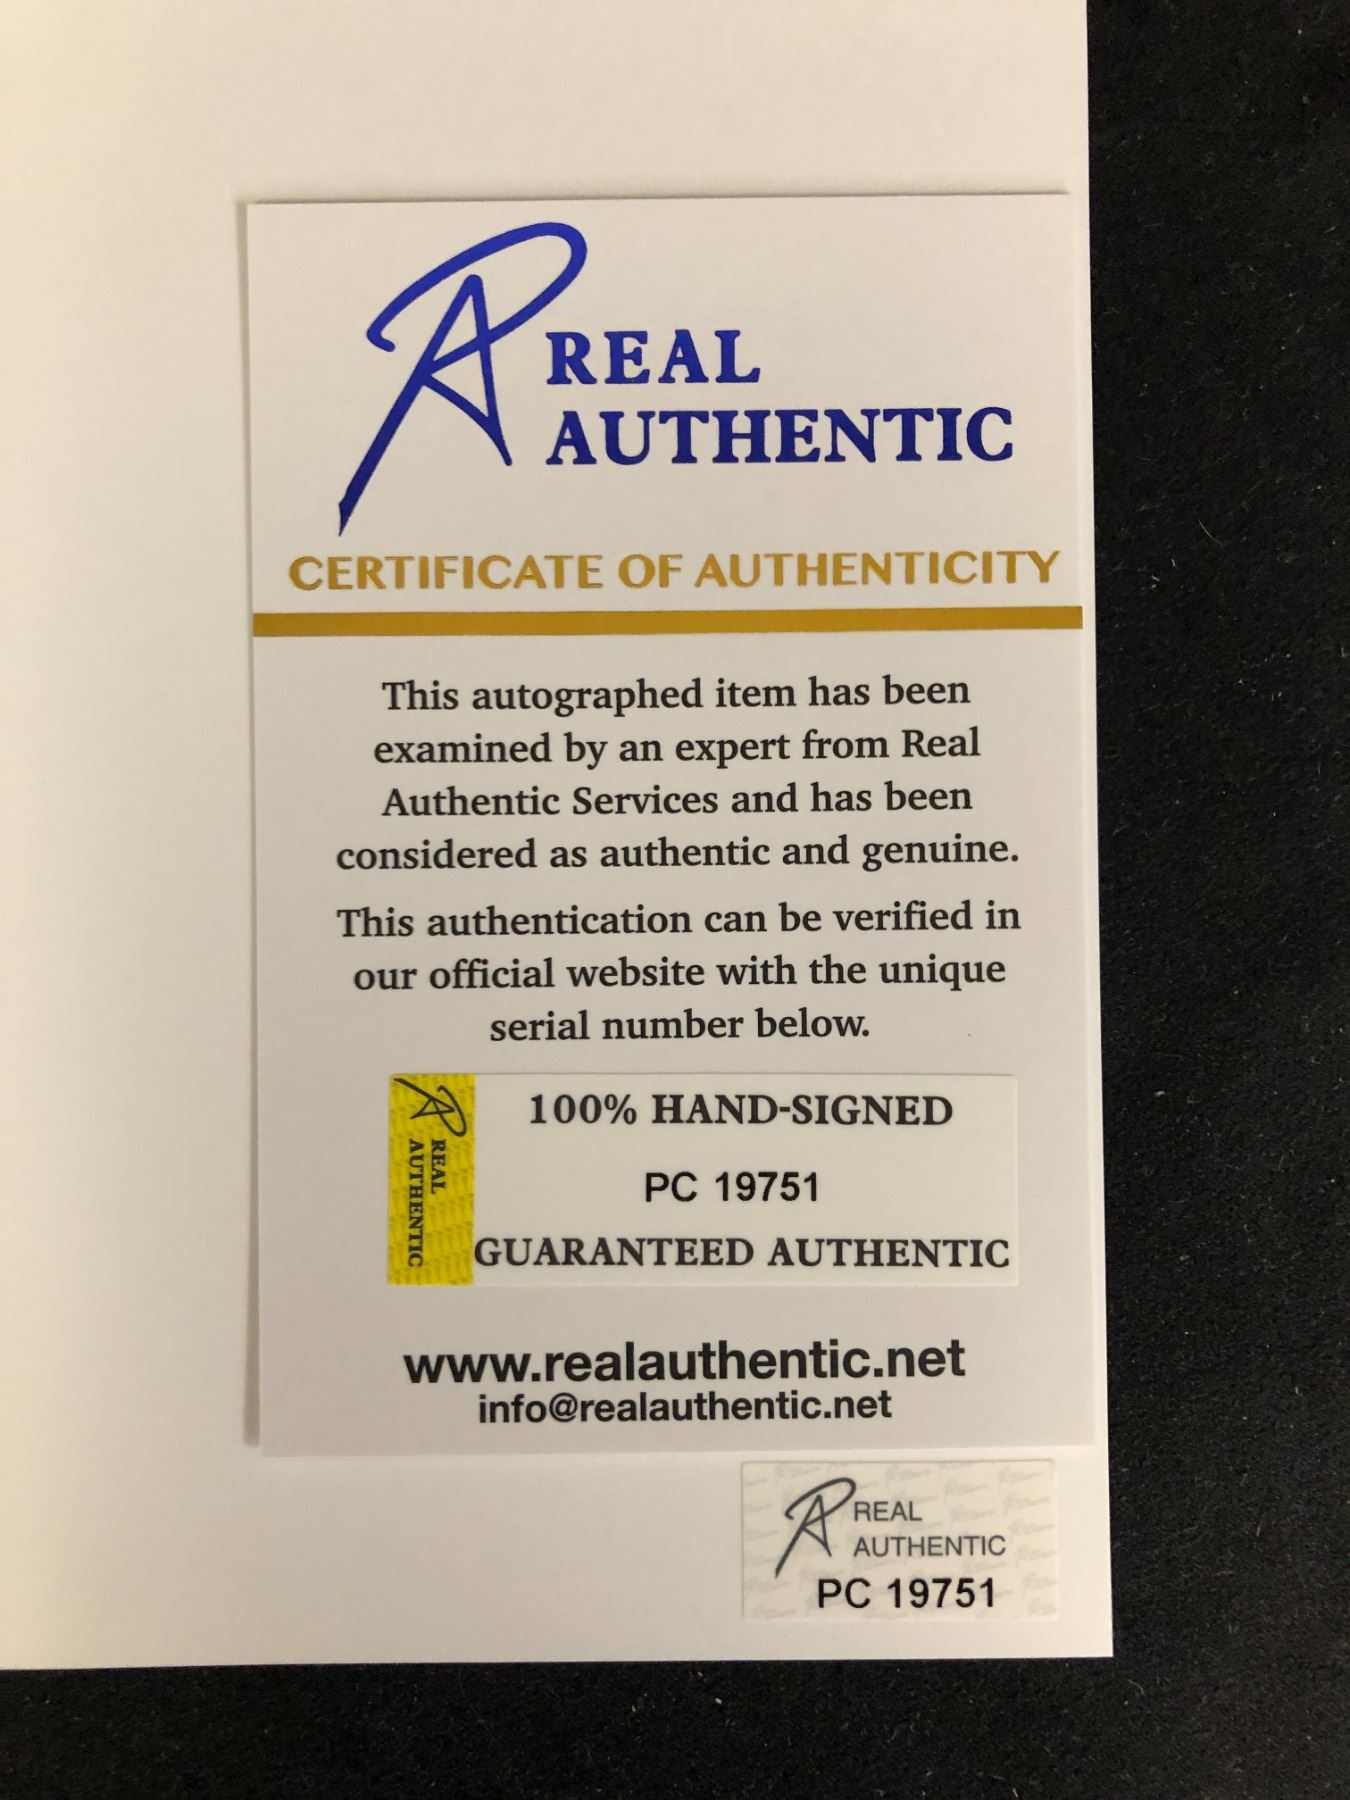 REAL
AUTHENTIC
CERTIFICATE OF AUTHENTICITY
This autographed item has been
examined by an expert from Real
Authentic Services and has been
considered as authentic and genuine.
This authentication can be verified in
our official website with the unique
serial number below.
REAL
AUTHENTIC
100% HAND-SIGNED
PC 19751
GUARANTEED AUTHENTIC
www.realauthentic.net
info@realauthentic.net
REAL
AUTHENTIC
PC 19751